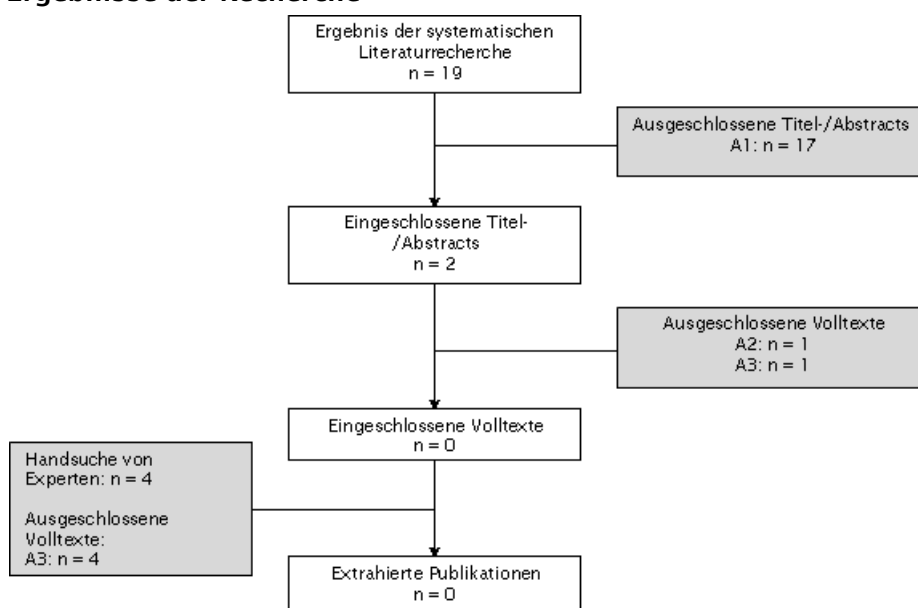 Ergebnisse der Recherche
Ergebnis der systematischen
Literaturrecherche
n = 19
Ausgeschlossene Titel-/Abstracts
A1: n = 17
Eingeschlossene Titel-
/Abstracts
n = 2
Ausgeschlossene Volltexte
A2: n = 1
A3: n = 1
Eingeschlossene Volltexte
n = 0
Handsuche von
Experten: n = 4
Ausgeschlossene
Volltexte:
A3: n = 4
Extrahierte Publikationen
n = 0